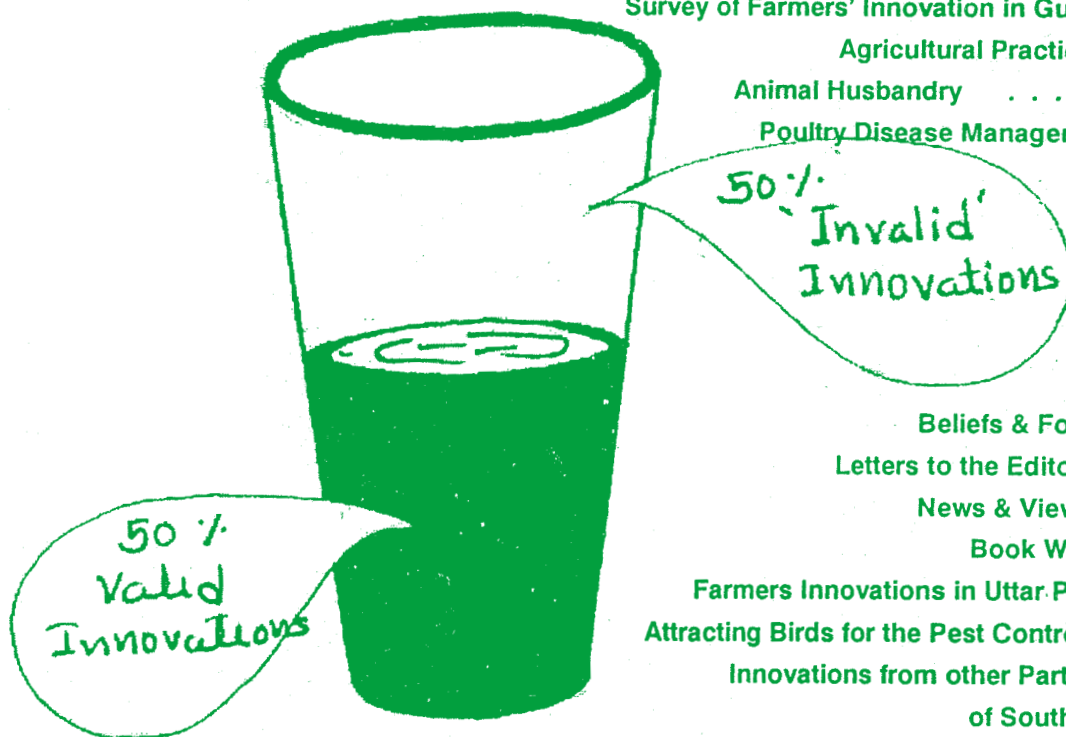 Survey of Farmers' Innovation in Gu
Agricultural Practi
Animal Husbandry . . . .
Poultry Disease Manager
50 %
'Invalid'
Innovations
Beliefs & Fo
Letters to the Edito
News & View
Book W
50 %
Valid
Innovations
Farmers Innovations in Uttar P
Attracting Birds for the Pest Contro
Innovations from other Part
of South